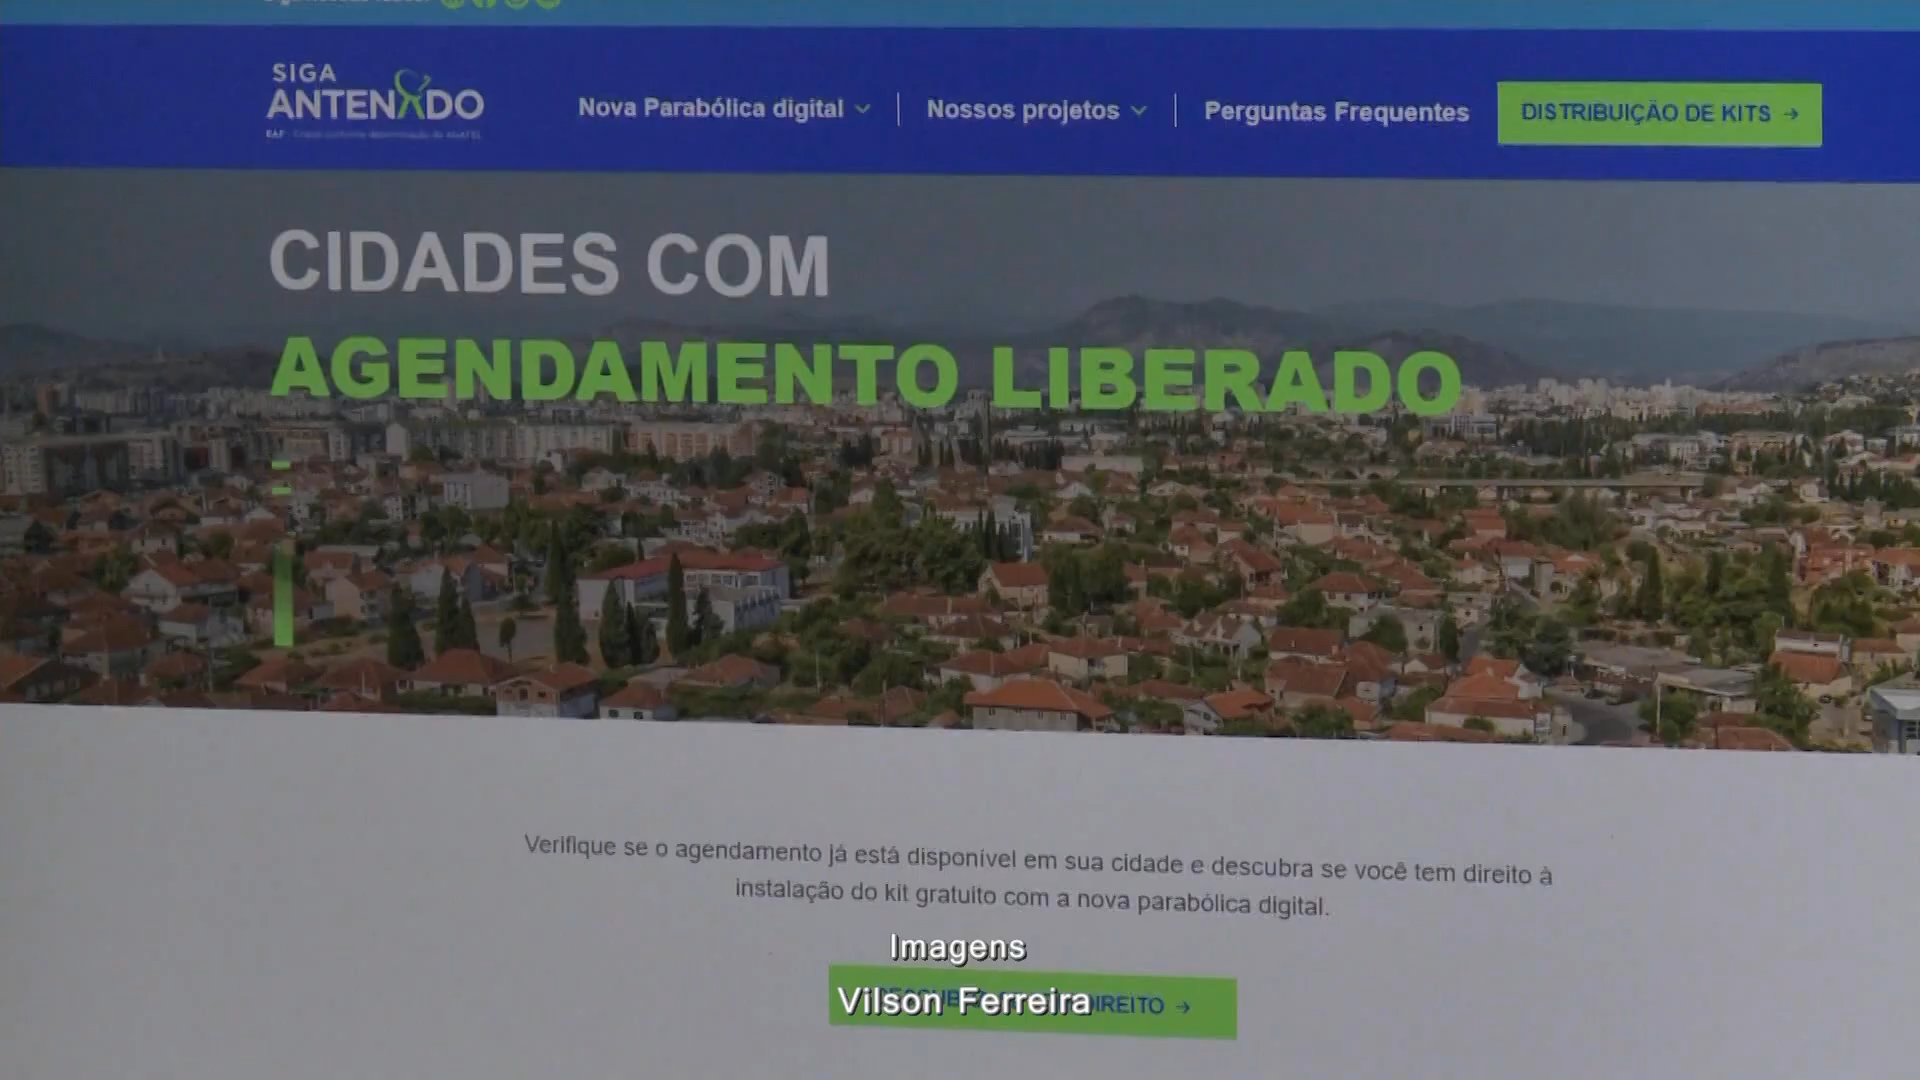 SIGA
ANTENADO
Nova Parabólica digital
Nossos projetos
Perguntas Frequentes
DISTRIBUIÇÃO DE KITS →
CIDADES COM
AGENDAMENTO LIBERADO
Verifique se o agendamento já está disponível em sua cidade e descubra se você tem direito à
instalação do kit gratuito com a nova parabólica digital.
Imagens
Vilson Ferreira
DIREITO →